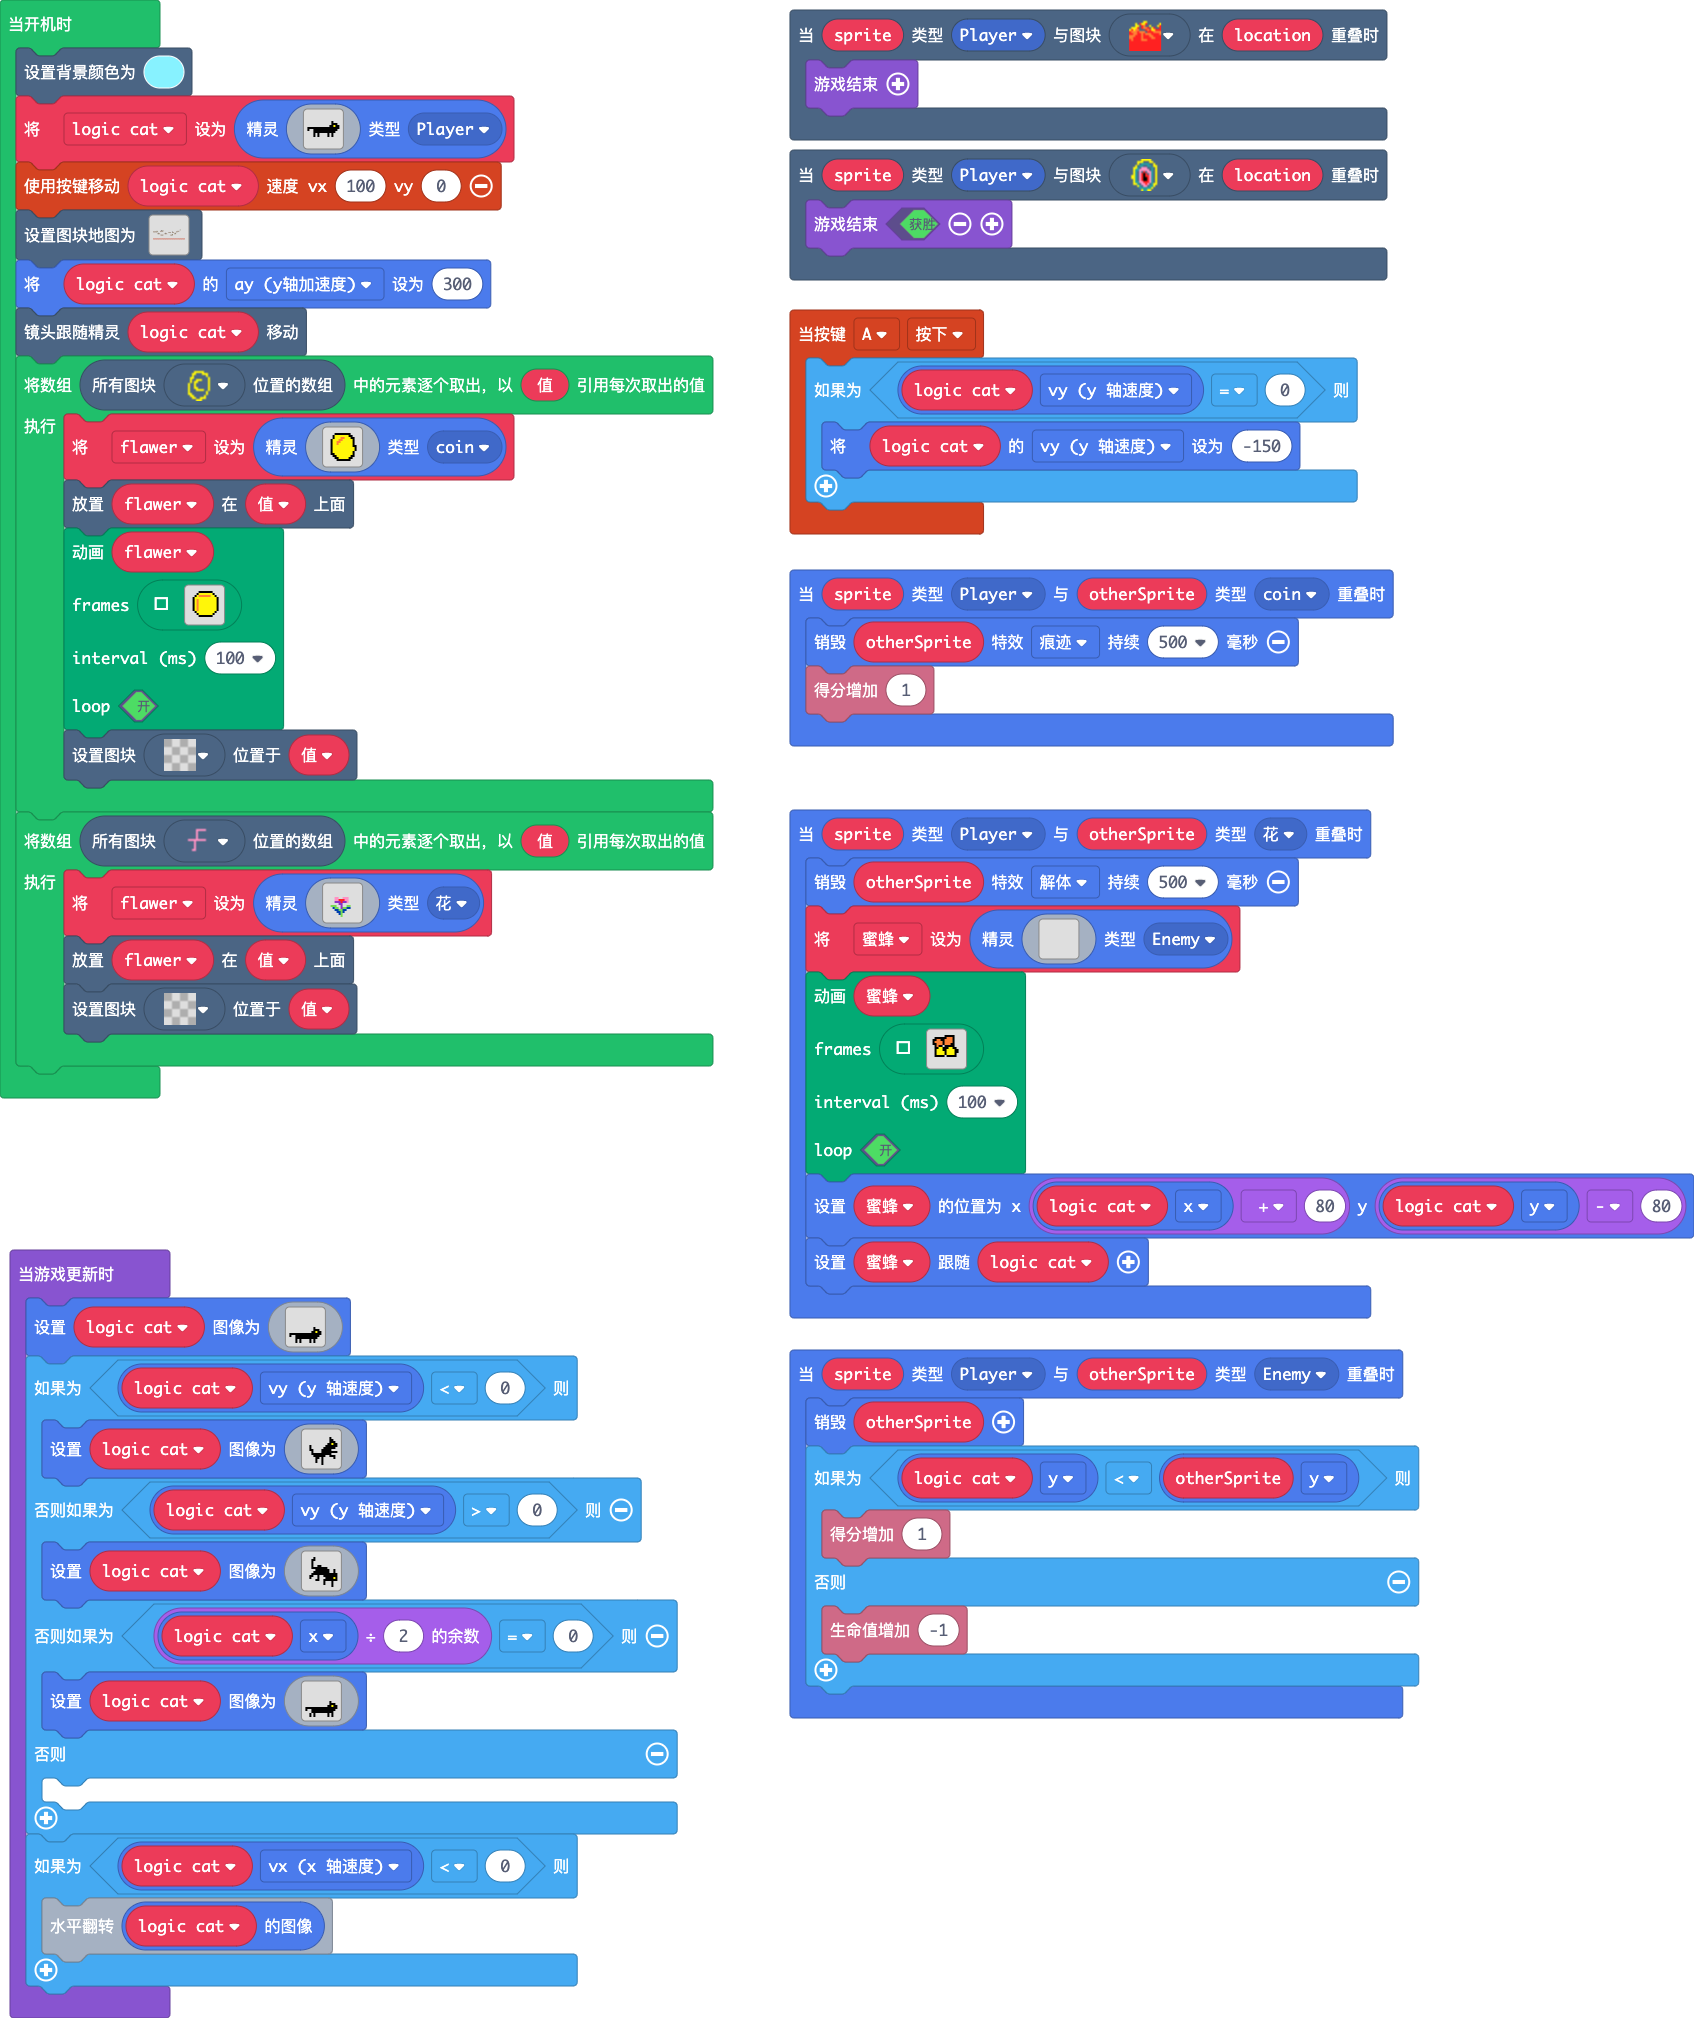 当开机时
设置背景颜色为
将 logic cat 设为 精灵 类型 Player
使用按键移动 logic cat 速度 vx 100 vy 0
设置图块地图为
将 logic cat 的 ay (y轴加速度) 设为 300
镜头跟随精灵 logic cat 移动
将数组 所有图块 位置的数组 中的元素逐个取出，以 值 引用每次取出的值
执行
将 flawer 设为 精灵 类型 coin
放置 flawer 在 值 上面
动画 flawer
frames
interval (ms) 100
loop 开
设置图块 位置于 值
将数组 所有图块 位置的数组 中的元素逐个取出，以 值 引用每次取出的值
执行
将 flawer 设为 精灵 类型 花
放置 flawer 在 值 上面
设置图块 位置于 值
当游戏更新时
设置 logic cat 图像为
如果为 logic cat vy (y 轴速度) < 0 则
设置 logic cat 图像为
否则如果为 logic cat vy (y 轴速度) > 0 则
设置 logic cat 图像为
否则如果为 logic cat x ÷ 2 的余数 = 0 则
设置 logic cat 图像为
否则
如果为 logic cat vx (x 轴速度) < 0 则
水平翻转 logic cat 的图像
当 sprite 类型 Player 与图块 在 location 重叠时
游戏结束
当 sprite 类型 Player 与图块 在 location 重叠时
游戏结束 获胜
当按键 A 按下
如果为 logic cat vy (y 轴速度) = 0 则
将 logic cat 的 vy (y 轴速度) 设为 -150
当 sprite 类型 Player 与 otherSprite 类型 coin 重叠时
销毁 otherSprite 特效 痕迹 持续 500 毫秒
得分增加 1
当 sprite 类型 Player 与 otherSprite 类型 花 重叠时
销毁 otherSprite 特效 解体 持续 500 毫秒
将 蜜蜂 设为 精灵 类型 Enemy
动画 蜜蜂
frames
interval (ms) 100
loop 开
设置 蜜蜂 的位置为 x logic cat x + 80 y logic cat y - 80
设置 蜜蜂 跟随 logic cat
当 sprite 类型 Player 与 otherSprite 类型 Enemy 重叠时
销毁 otherSprite
如果为 logic cat y < otherSprite y 则
得分增加 1
否则
生命值增加 -1